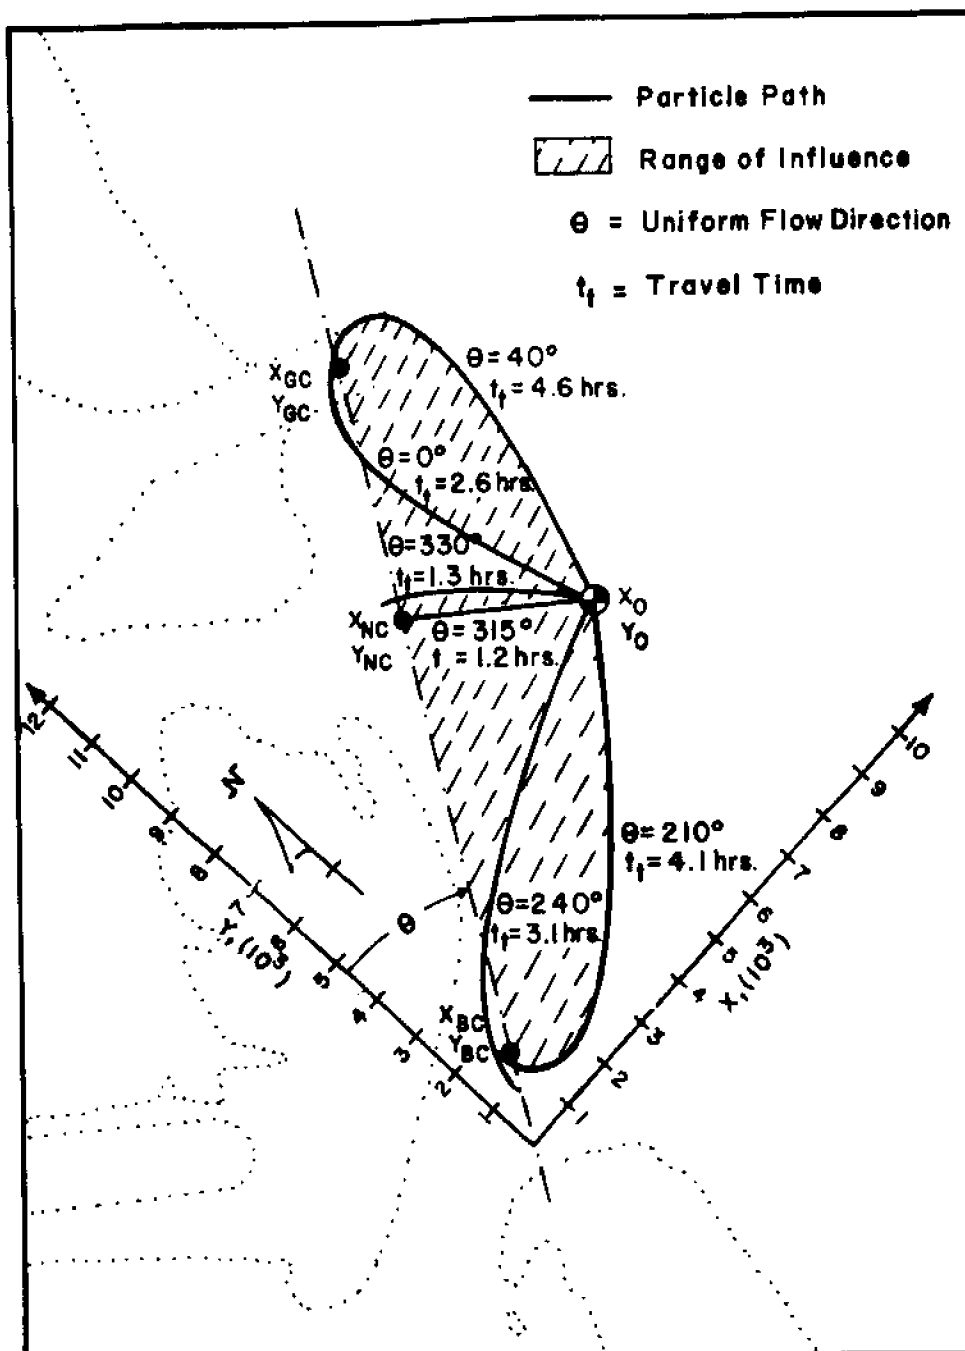 Particle Path
Range of Influence
θ = Uniform Flow Direction
t_t = Travel Time
θ=40°
t_t=4.6 hrs.
X_GC
Y_GC
θ=0°
t_t=2.6 hrs.
θ=330°
t_t=1.3 hrs.
X_O
Y_O
X_NC
Y_NC
θ=315°
t=1.2 hrs.
12
11
10
9
8
7
6
5
4
3
2
1
Y, (10³)
N
θ
10
9
8
7
6
5
4
3
2
1
X, (10³)
θ=210°
t_t=4.1 hrs.
θ=240°
t_t=3.1 hrs.
X_BC
Y_BC